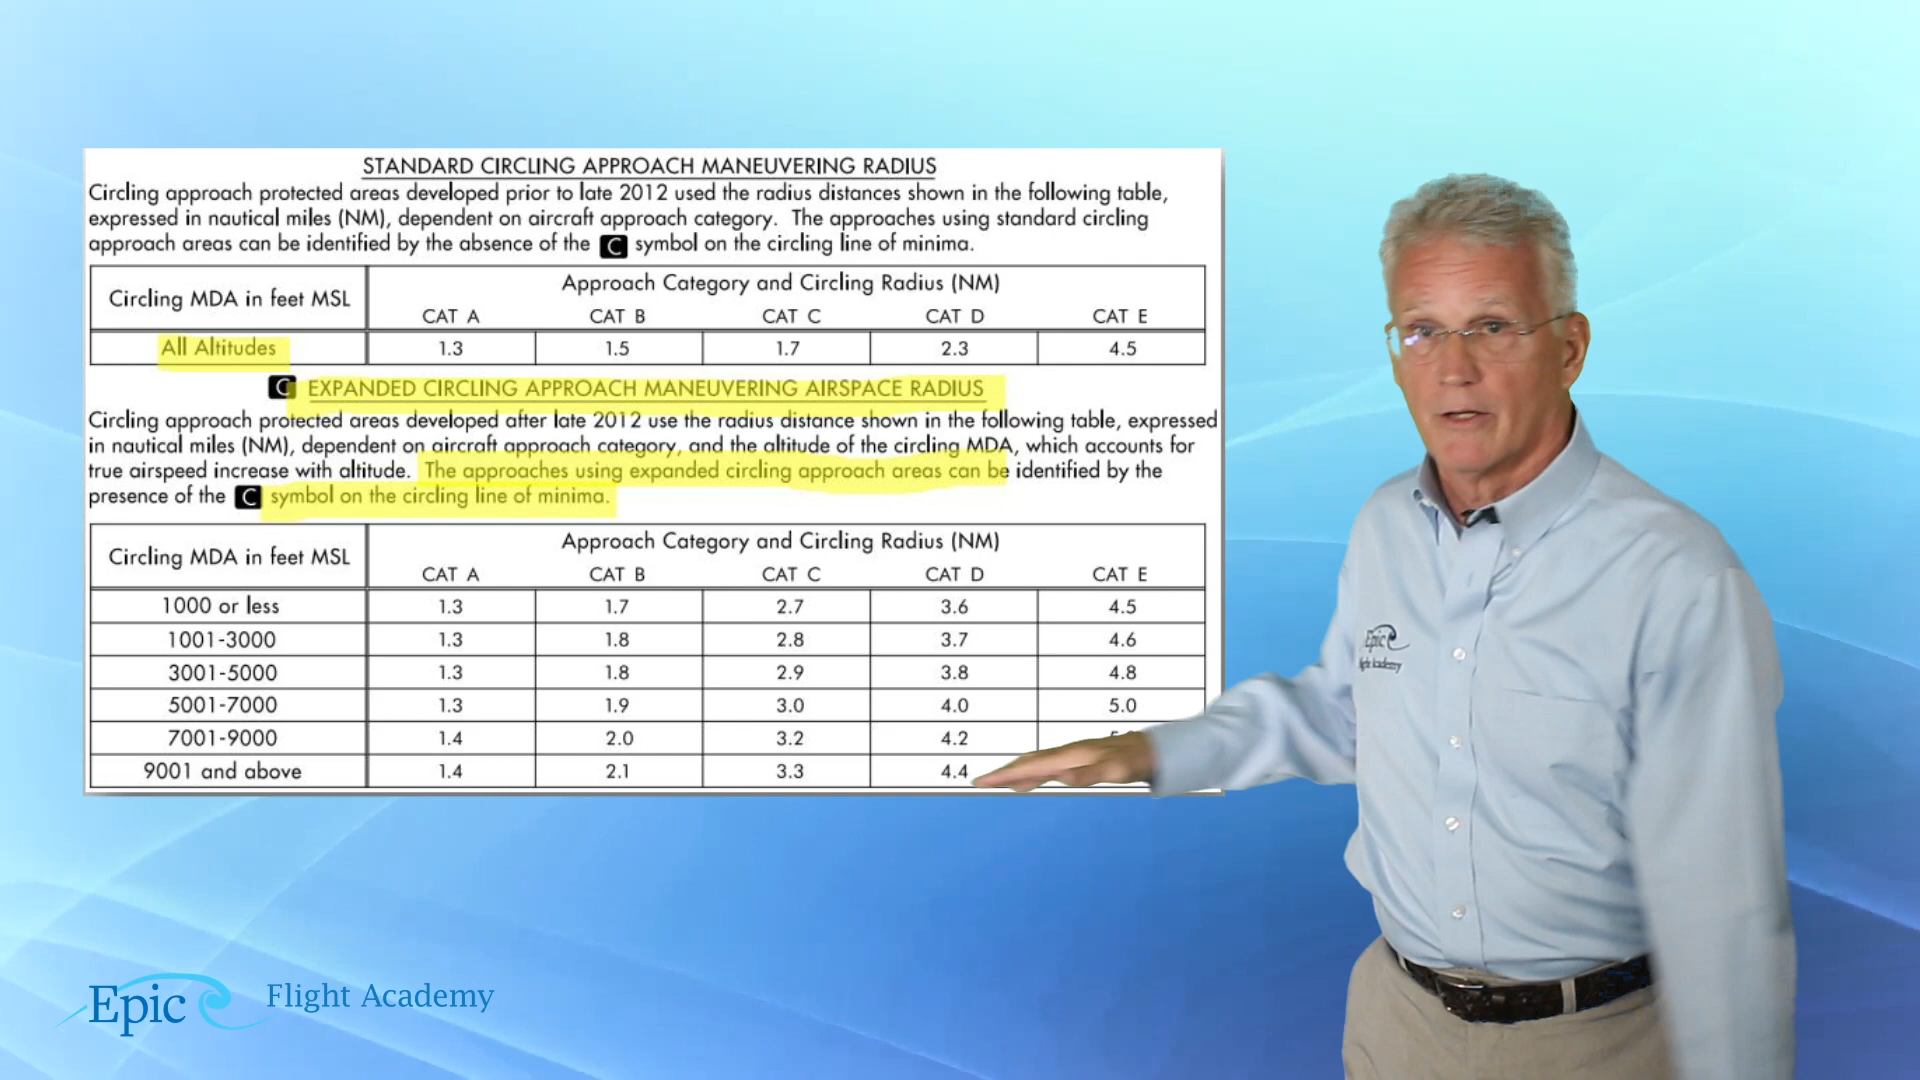 STANDARD CIRCLING APPROACH MANEUVERING RADIUS
Circling approach protected areas developed prior to late 2012 used the radius distances shown in the following table,
expressed in nautical miles (NM), dependent on aircraft approach category. The approaches using standard circling
approach areas can be identified by the absence of the C symbol on the circling line of minima.
Circling MDA in feet MSL
Approach Category and Circling Radius (NM)
CAT A CAT B CAT C CAT D CAT E
All Altitudes 1.3 1.5 1.7 2.3 4.5
C EXPANDED CIRCLING APPROACH MANEUVERING AIRSPACE RADIUS
Circling approach protected areas developed after late 2012 use the radius distance shown in the following table, expressed
in nautical miles (NM), dependent on aircraft approach category, and the altitude of the circling MDA, which accounts for
true airspeed increase with altitude. The approaches using expanded circling approach areas can be identified by the
presence of the C symbol on the circling line of minima.
Circling MDA in feet MSL
Approach Category and Circling Radius (NM)
CAT A CAT B CAT C CAT D CAT E
1000 or less 1.3 1.7 2.7 3.6 4.5
1001-3000 1.3 1.8 2.8 3.7 4.6
3001-5000 1.3 1.8 2.9 3.8 4.8
5001-7000 1.3 1.9 3.0 4.0 5.0
7001-9000 1.4 2.0 3.2 4.2
9001 and above 1.4 2.1 3.3 4.4
Epic
Flight Academy
Epic Flight Academy